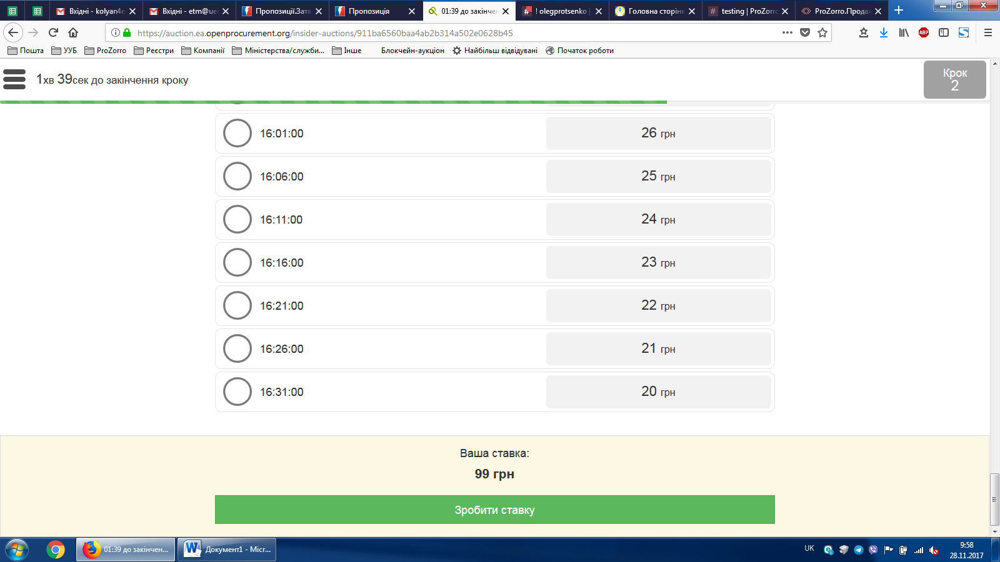 Вхідні - kolyan4e
Вхідні - etm@ue
Пропозиції.Затв
Пропозиція
01:39 до закінчен
! olegprotsenko |
Головна сторінк
testing | ProZorro
ProZorro.Продаж
https://auction.ea.openprocurement.org/insider-auctions/911ba6560baa4ab2b314a502e0628b45
Пошта
УУБ
ProZorro
Реєстри
Компанії
Міністерства/служби...
Інше
Блокчейн-аукціон
Найбільш відвідувані
Початок роботи
1хв 39сек до закінчення кроку
Крок
2
16:01:00 26 грн
16:06:00 25 грн
16:11:00 24 грн
16:16:00 23 грн
16:21:00 22 грн
16:26:00 21 грн
16:31:00 20 грн
Ваша ставка:
99 грн
Зробити ставку
01:39 до закінчен...
Документ1 - Micr...
UK
9:58
28.11.2017